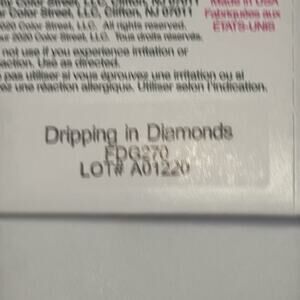 Color Street, LLC, Clifton, NJ 07011
Made in USA
Color Street, LLC, Clifton, NJ 07011
Fabriquées aux
2020 Color Street, LLC. All rights reserved.
ÉTATS-UNIS
2020 Color Street, LLC. Tous droits réservés.
not use if you experience irritation or
Use as directed.
pas utiliser si vous éprouvez une irritation ou si
une réaction allergique. Utiliser selon l'indication.
Dripping in Diamonds
EDG270
LOT# A01220